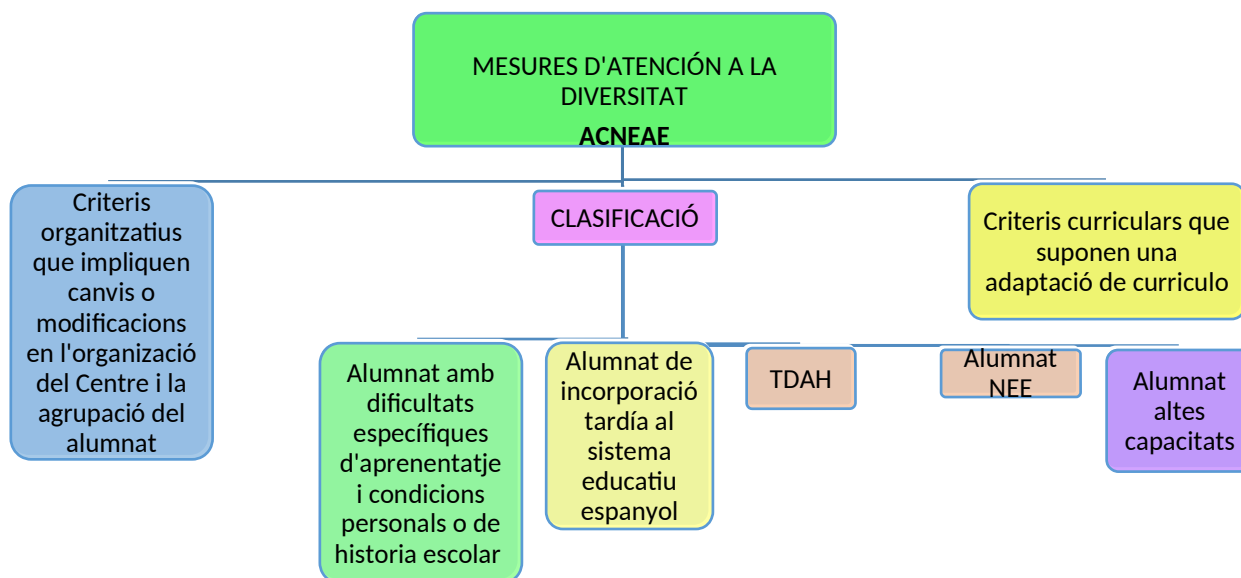 MESURES D'ATENCIÓN A LA
DIVERSITAT
ACNEAE
Criteris
organitzatius
que impliquen
canvis o
modificacions
en l'organizació
del Centre i la
agrupació del
alumnat
CLASIFICACIÓ
Criteris curriculars que
suponen una
adaptació de curriculo
Alumnat amb
dificultats
específiques
d'aprenentatje
i condicions
personals o de
historia escolar
Alumnat de
incorporació
tardía al
sistema
educatiu
espanyol
TDAH
Alumnat
NEE
Alumnat
altes
capacitats